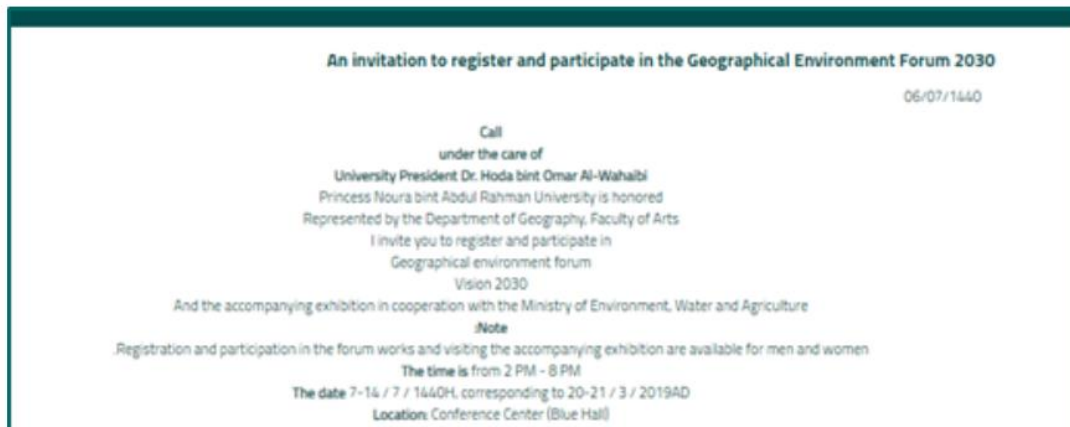 An invitation to register and participate in the Geographical Environment Forum 2030
06/07/1440
Call
under the care of
University President Dr. Hoda bint Omar Al-Wahaibi
Princess Noura bint Abdul Rahman University is honored
Represented by the Department of Geography, Faculty of Arts
I invite you to register and participate in
Geographical environment forum
Vision 2030
And the accompanying exhibition in cooperation with the Ministry of Environment, Water and Agriculture
:Note
.Registration and participation in the forum works and visiting the accompanying exhibition are available for men and women
The time is from 2 PM - 8 PM
The date 7-14 / 7 / 1440H, corresponding to 20-21 / 3 / 2019AD
Location: Conference Center (Blue Hall)